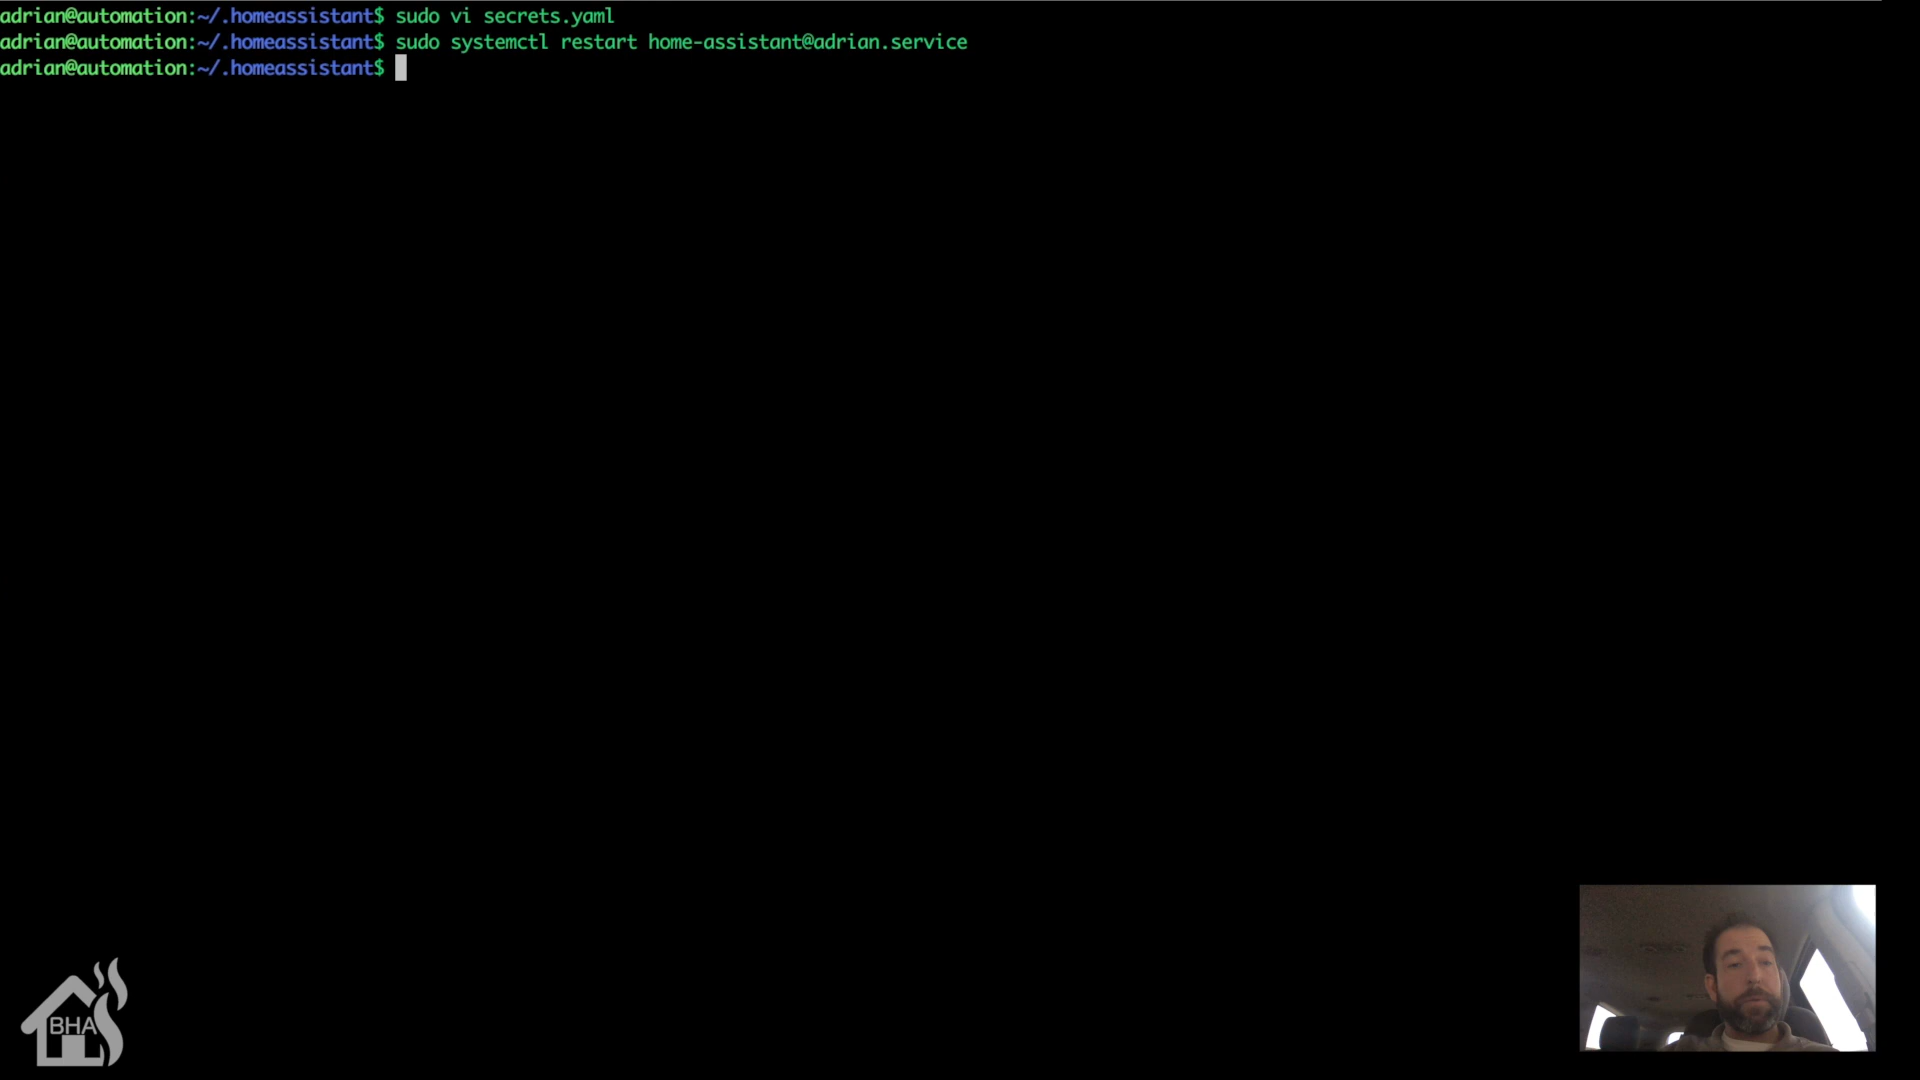 adrian@automation:~/.homeassistant$ sudo vi secrets.yaml
adrian@automation:~/.homeassistant$ sudo systemctl restart home-assistant@adrian.service
adrian@automation:~/.homeassistant$
BHA